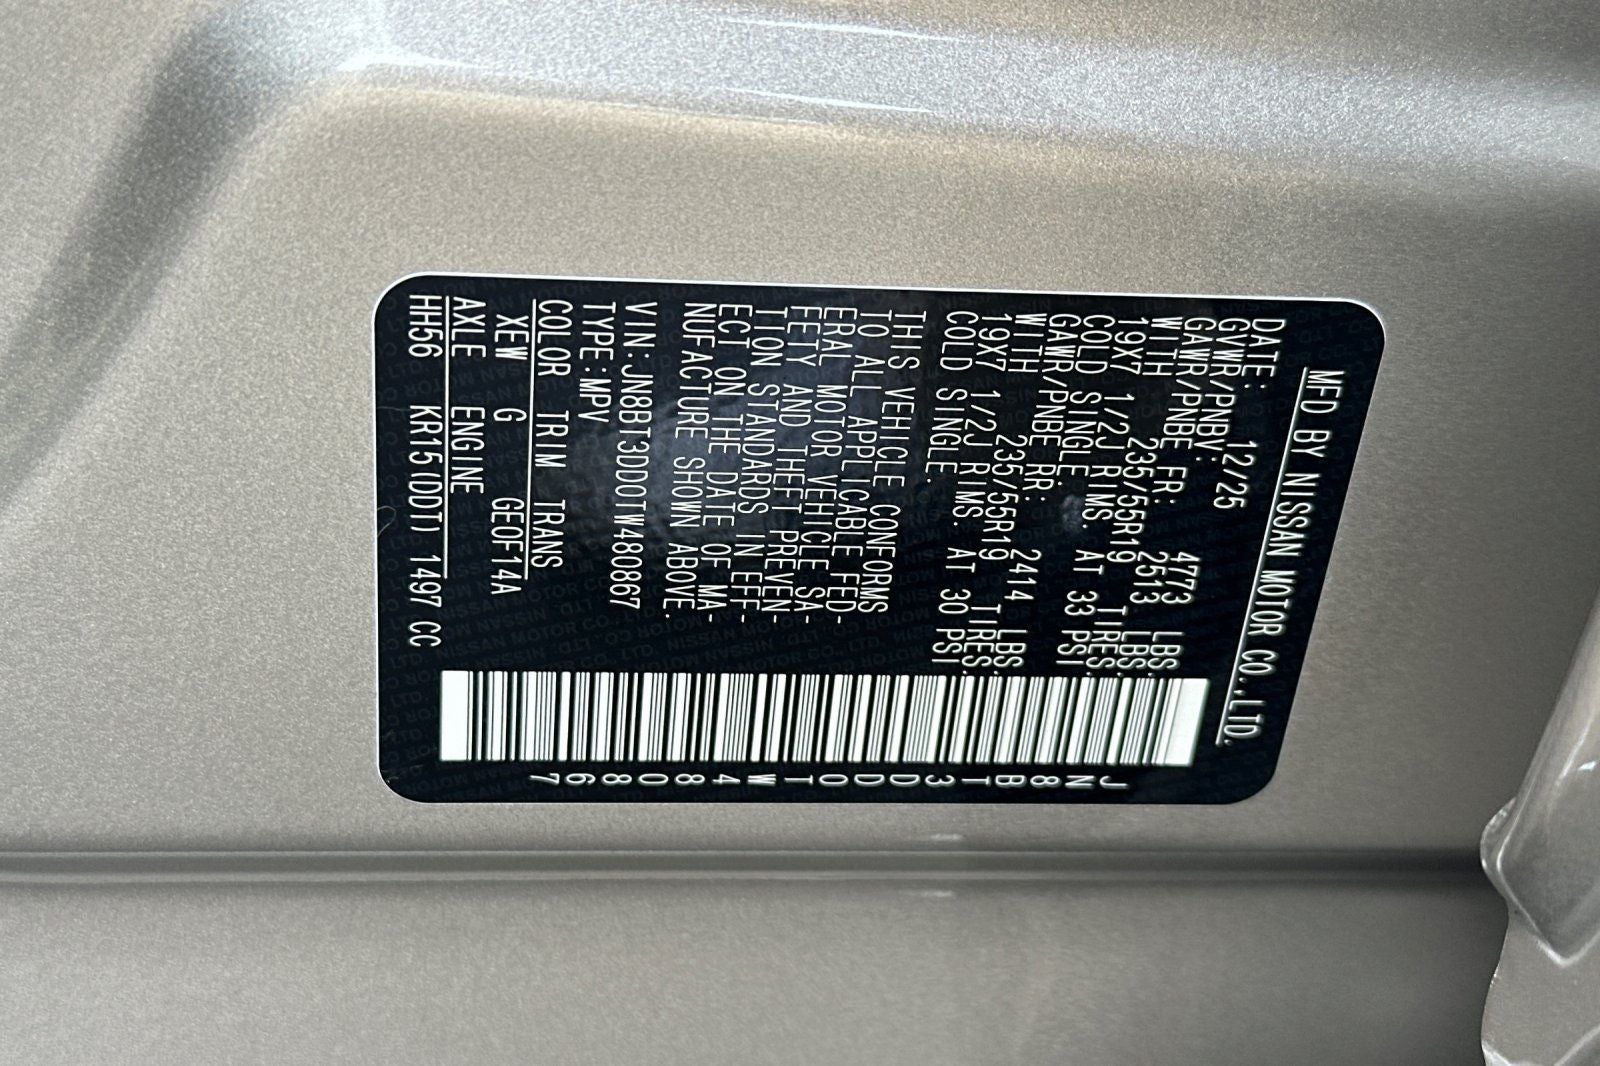 MFD BY NISSAN MOTOR CO.,LTD.
DATE: 12/25
GVWR/PNBV: 4773 LBS.
GAWR/PNBE FR: 2513 LBS.
WITH 235/55R19 TIRES.
19X7 1/2J RIMS. AT 33 PSI
COLD SINGLE.
GAWR/PNBE RR: 2414 LBS.
WITH 235/55R19 TIRES.
19X7 1/2J RIMS. AT 30 PSI
COLD SINGLE.
THIS VEHICLE CONFORMS
TO ALL APPLICABLE FED-
ERAL MOTOR VEHICLE SA-
FETY AND THEFT PREVEN-
TION STANDARDS IN EFF-
ECT ON THE DATE OF MA-
NUFACTURE SHOWN ABOVE.
VIN:JN8BT3DD0TW480867
TYPE:MPV
COLOR TRIM TRANS
XEW G GEOF14A
AXLE ENGINE
HH56 KR15(DDT) 1497 CC
JN8BT3DD0TW480867